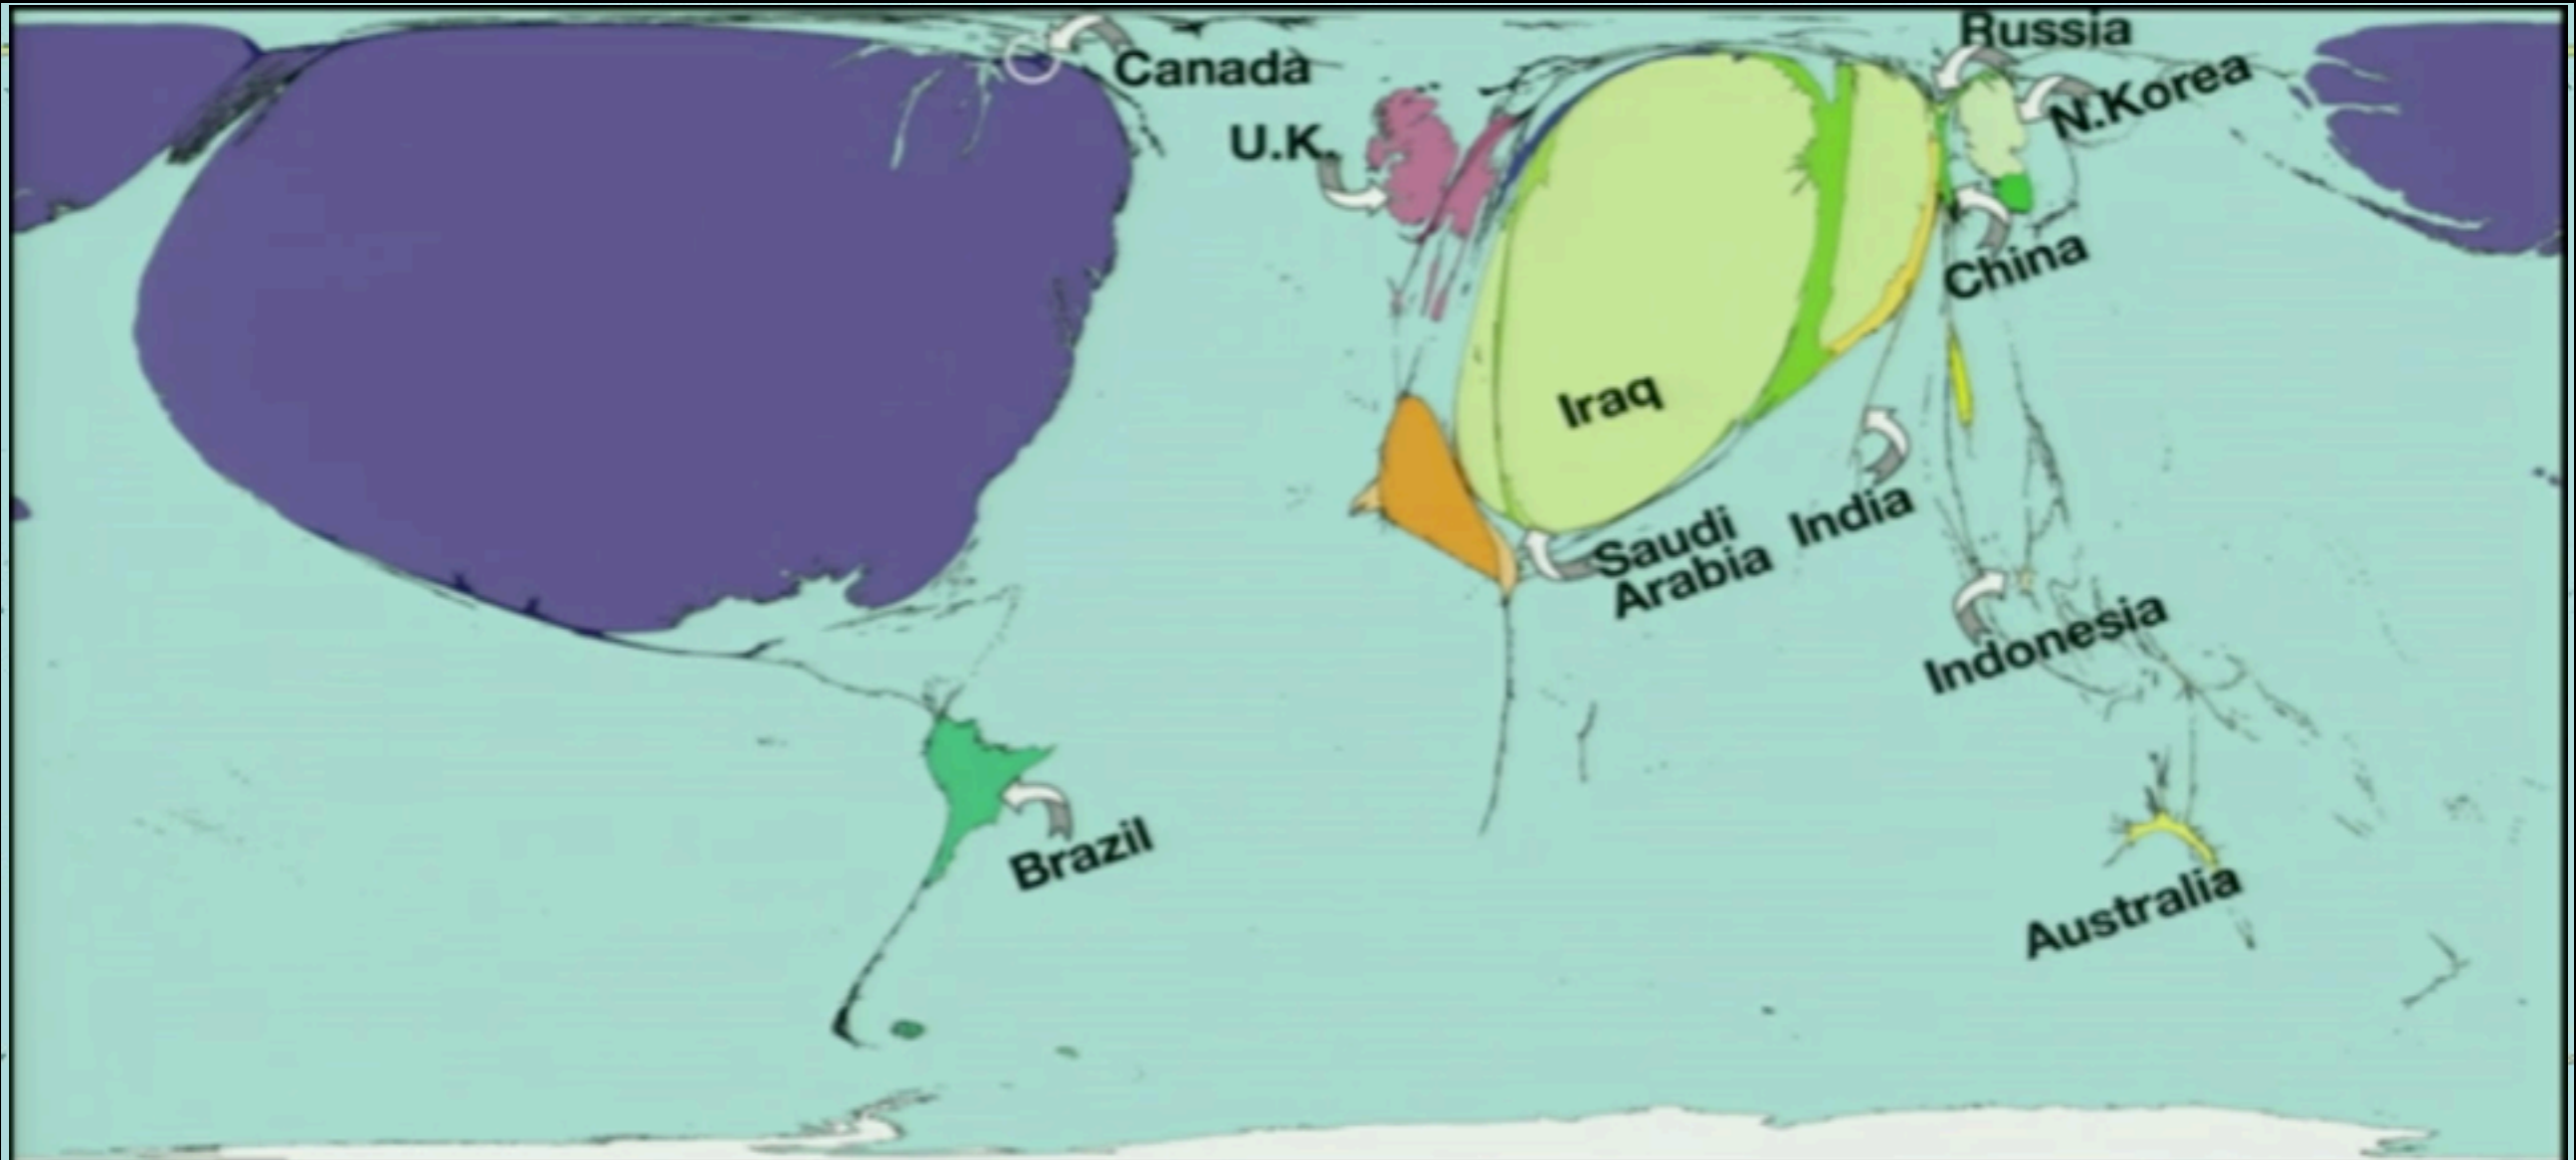 Russia
Canada
N.Korea
U.K.
China
Iraq
Saudi
Arabia
India
Indonesia
Brazil
Australia